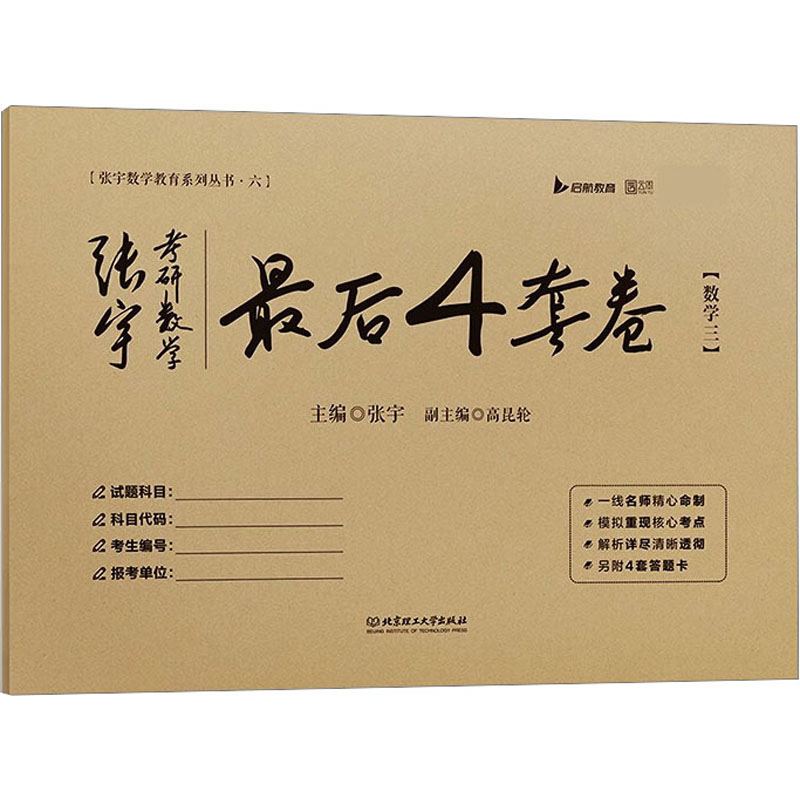 【张宇数学教育系列丛书·六】
启航教育 云图
YUNTU
张宇
考研数学
最后4套卷
【数学三】
主编◎张宇 副主编◎高昆轮
试题科目：
科目代码：
考生编号：
报考单位：
一线名师精心命制
模拟重现核心考点
解析详尽清晰透彻
另附4套答题卡
北京理工大学出版社
BEIJING INSTITUTE OF TECHNOLOGY PRESS